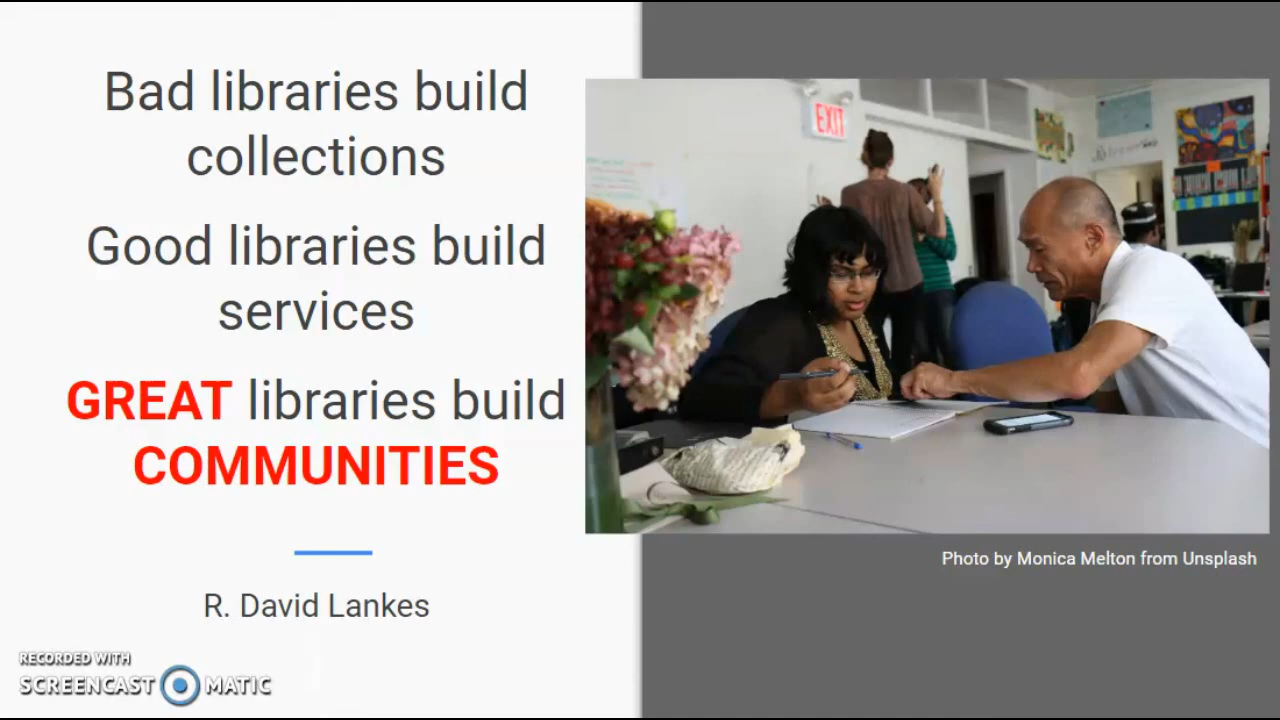 Bad libraries build
collections
Good libraries build
services
GREAT libraries build
COMMUNITIES
R. David Lankes
EXIT
Photo by Monica Melton from Unsplash
RECORDED WITH
SCREENCAST MATIC